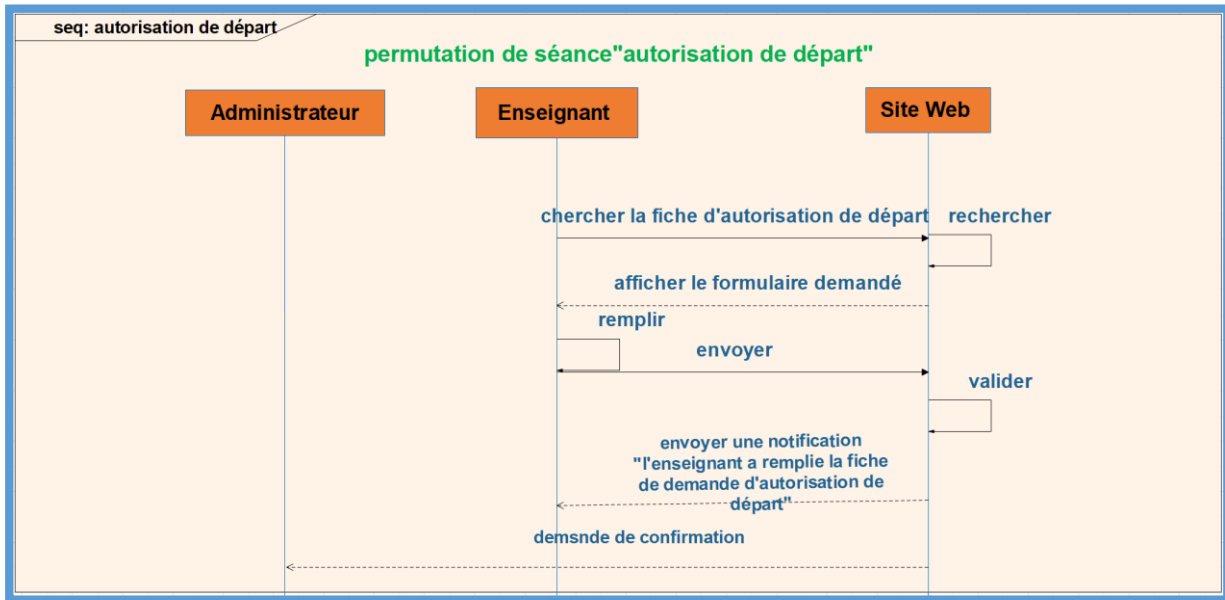 seq: autorisation de départ
permutation de séance"autorisation de départ"
Administrateur
Enseignant
Site Web
chercher la fiche d'autorisation de départ
rechercher
afficher le formulaire demandé
remplir
envoyer
valider
envoyer une notification
"l'enseignant a remplie la fiche
de demande d'autorisation de
départ"
demsnde de confirmation